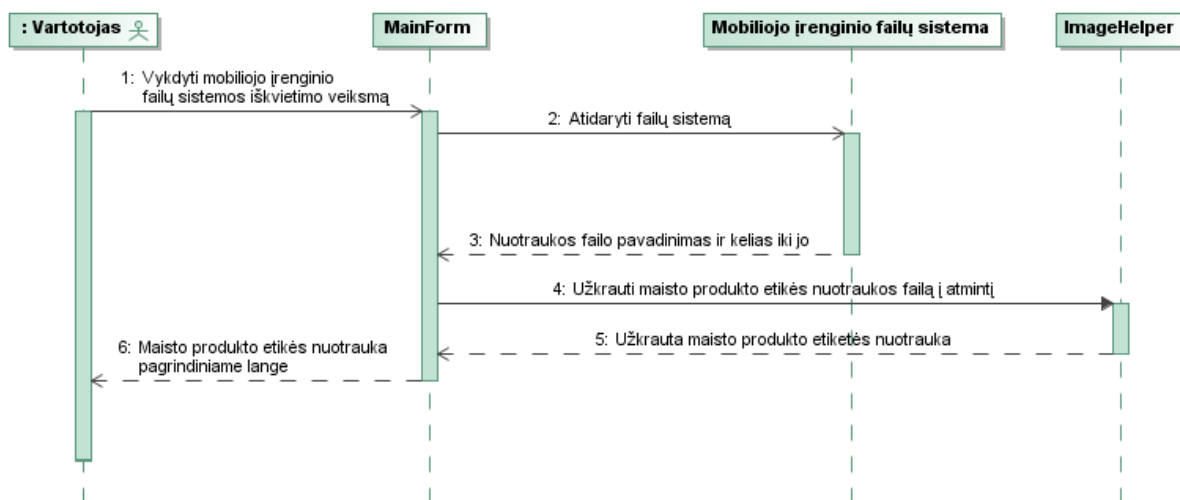 : Vartotojas
MainForm
Mobiliojo įrenginio failų sistema
ImageHelper
1: Vykdyti mobiliojo įrenginio
failų sistemos iškvietimo veiksmą
2: Atidaryti failų sistemą
3: Nuotraukos failo pavadinimas ir kelias iki jo
4: Užkrauti maisto produkto etikės nuotraukos failą į atmintį
5: Užkrauta maisto produkto etiketės nuotrauka
6: Maisto produkto etikės nuotrauka
pagrindiniame lange